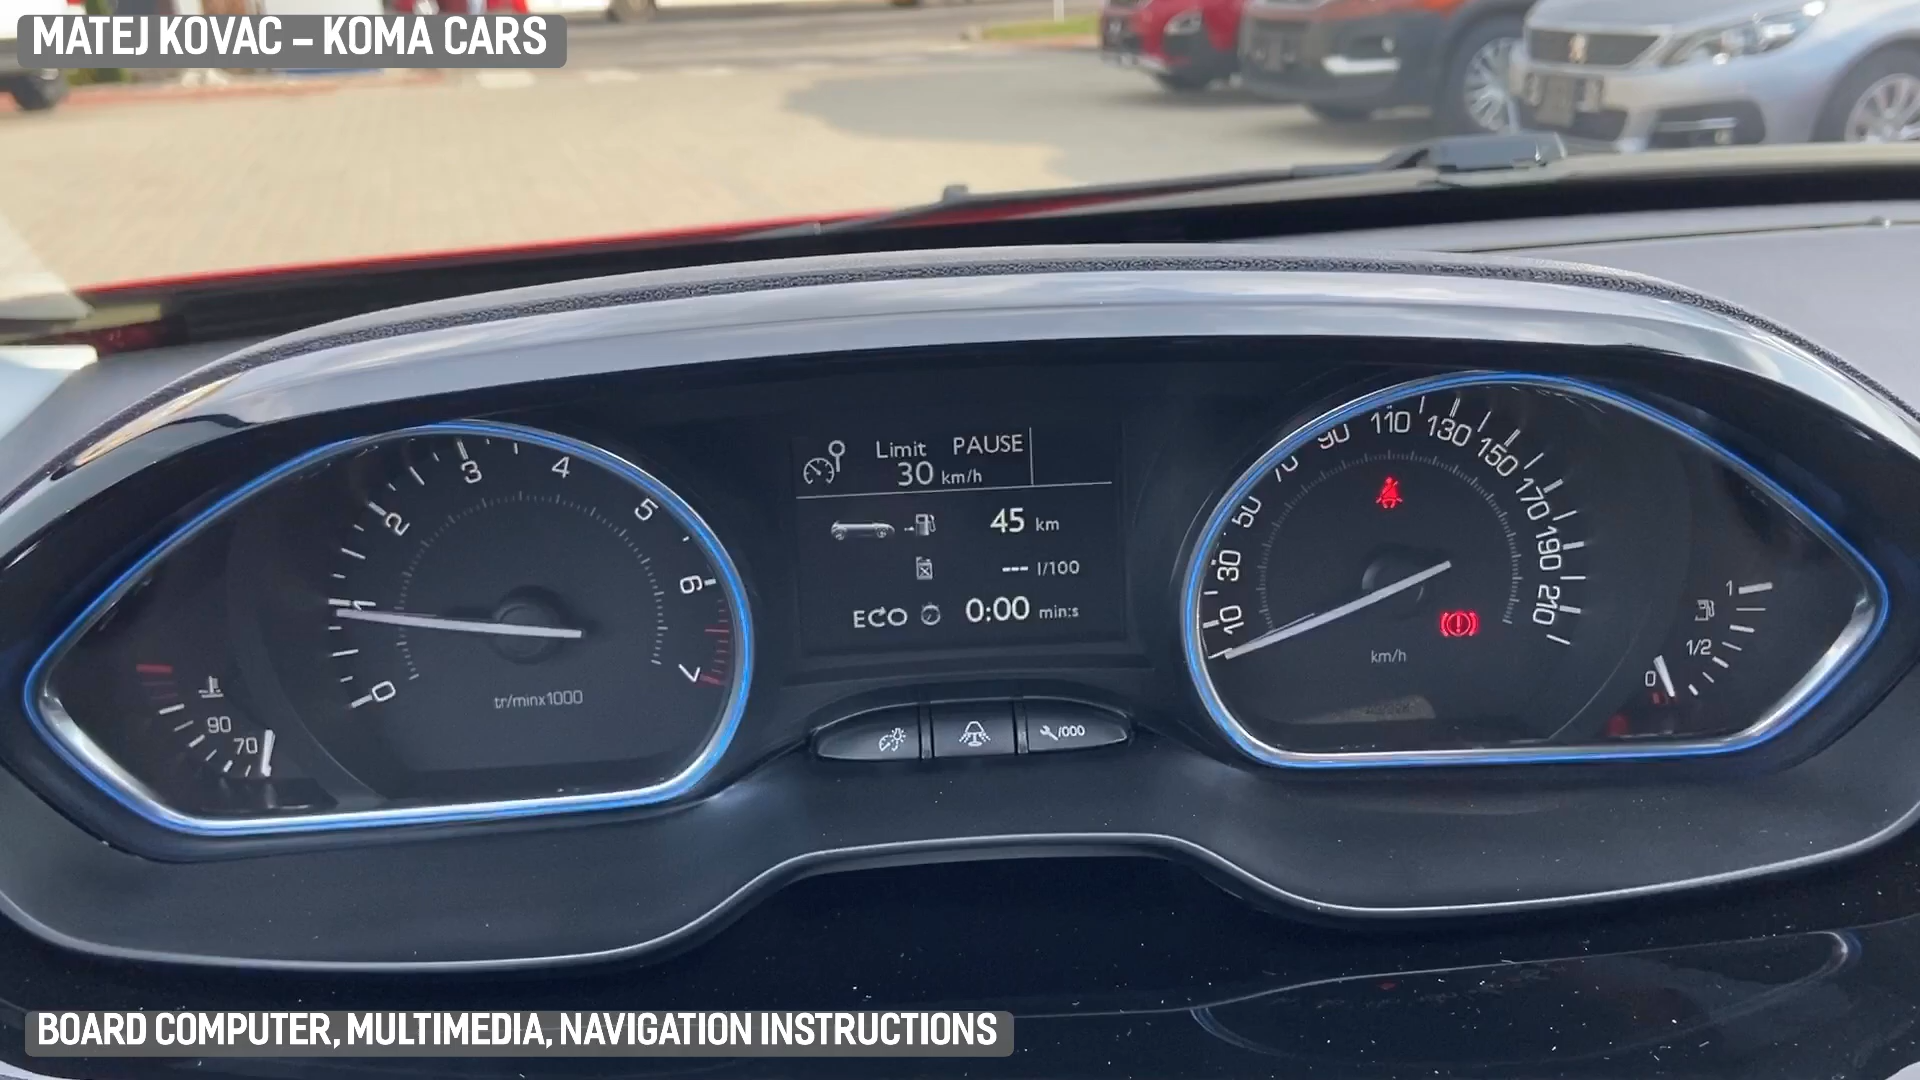 MATEJ KOVAC - KOMA CARS
Limit PAUSE
30 km/h
45 km
--- l/100
ECO 0:00 min:s
0
1
2
3
4
5
6
7
tr/minx1000
90
70
10
30
50
70
90
110
130
150
170
190
210
km/h
1
1/2
0
/000
BOARD COMPUTER, MULTIMEDIA, NAVIGATION INSTRUCTIONS